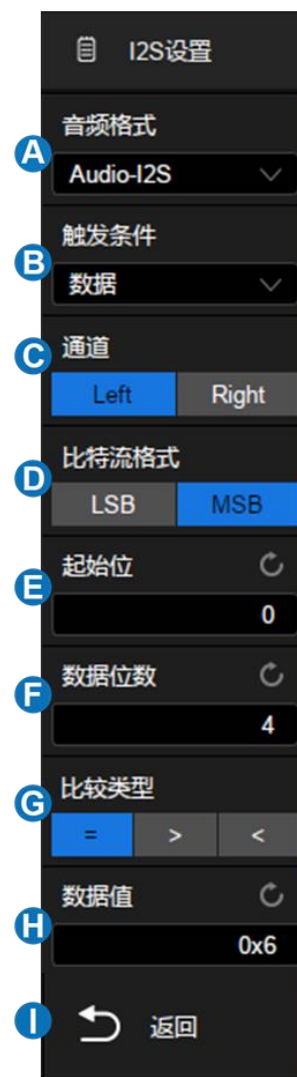 I2S设置
A
音频格式
Audio-I2S
B
触发条件
数据
C
通道
Left Right
D
比特流格式
LSB MSB
E
起始位
0
F
数据位数
4
G
比较类型
= > <
H
数据值
0x6
I
返回